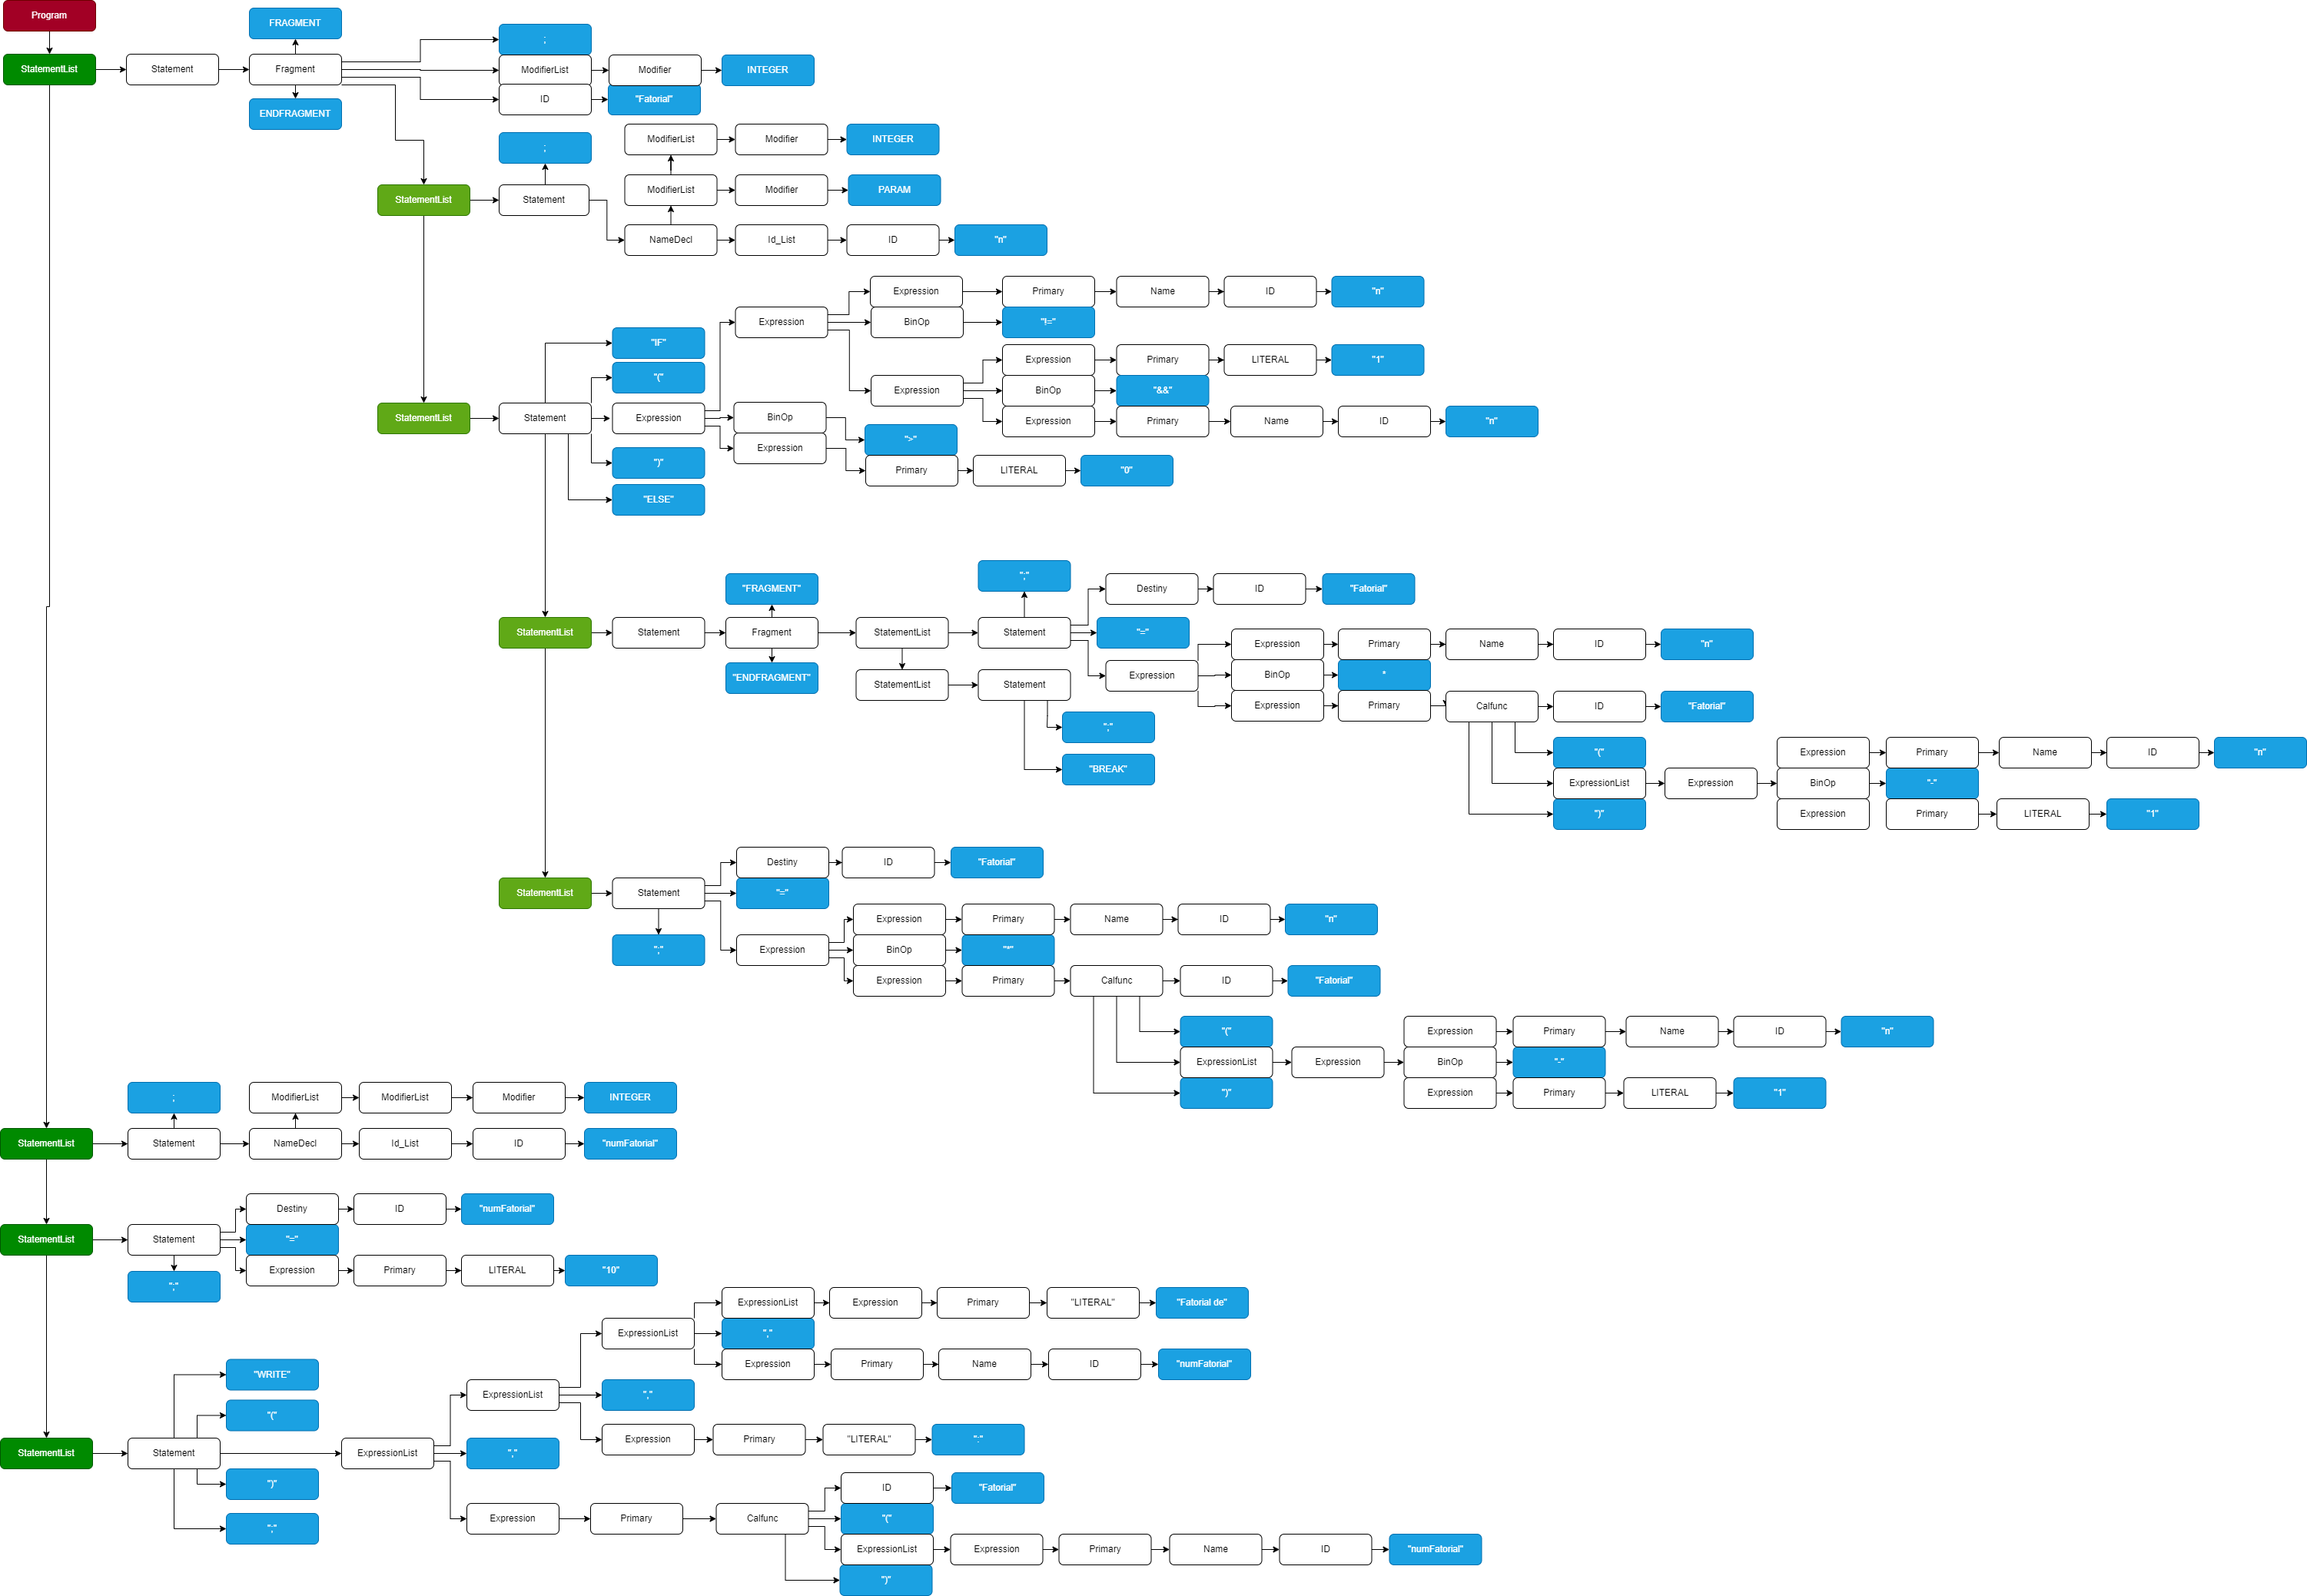 Program
FRAGMENT
;
StatementList
Statement
Fragment
ModifierList
Modifier
INTEGER
ID
"Fatorial"
ENDFRAGMENT
ModifierList
Modifier
INTEGER
;
ModifierList
Modifier
PARAM
StatementList
Statement
NameDecl
Id_List
ID
"n"
Expression
Primary
Name
ID
"n"
Expression
BinOp
"!="
"IF"
Expression
Primary
LITERAL
"1"
"("
Expression
BinOp
"&&"
StatementList
Statement
Expression
BinOp
Expression
Primary
Name
ID
"n"
">"
Expression
")"
Primary
LITERAL
"0"
"ELSE"
";"
"FRAGMENT"
Destiny
ID
"Fatorial"
StatementList
Statement
Fragment
StatementList
Statement
"="
Expression
Primary
Name
ID
"n"
"ENDFRAGMENT"
StatementList
Statement
Expression
BinOp
*
Expression
Primary
Calfunc
ID
"Fatorial"
";"
"("
Expression
Primary
Name
ID
"n"
"BREAK"
ExpressionList
Expression
BinOp
"-"
")"
Expression
Primary
LITERAL
"1"
Destiny
ID
"Fatorial"
StatementList
Statement
"="
Expression
Primary
Name
ID
"n"
";"
Expression
BinOp
"*"
Expression
Primary
Calfunc
ID
"Fatorial"
"("
Expression
Primary
Name
ID
"n"
ExpressionList
Expression
BinOp
"-"
")"
Expression
Primary
LITERAL
"1"
;
ModifierList
ModifierList
Modifier
INTEGER
StatementList
Statement
NameDecl
Id_List
ID
"numFatorial"
Destiny
ID
"numFatorial"
StatementList
Statement
"="
";"
Expression
Primary
LITERAL
"10"
ExpressionList
Expression
Primary
"LITERAL"
"Fatorial de"
ExpressionList
","
Expression
Primary
Name
ID
"numFatorial"
"WRITE"
ExpressionList
","
"("
Expression
Primary
"LITERAL"
":"
StatementList
Statement
ExpressionList
","
")"
ID
"Fatorial"
";"
Expression
Primary
Calfunc
"("
ExpressionList
Expression
Primary
Name
ID
"numFatorial"
")"